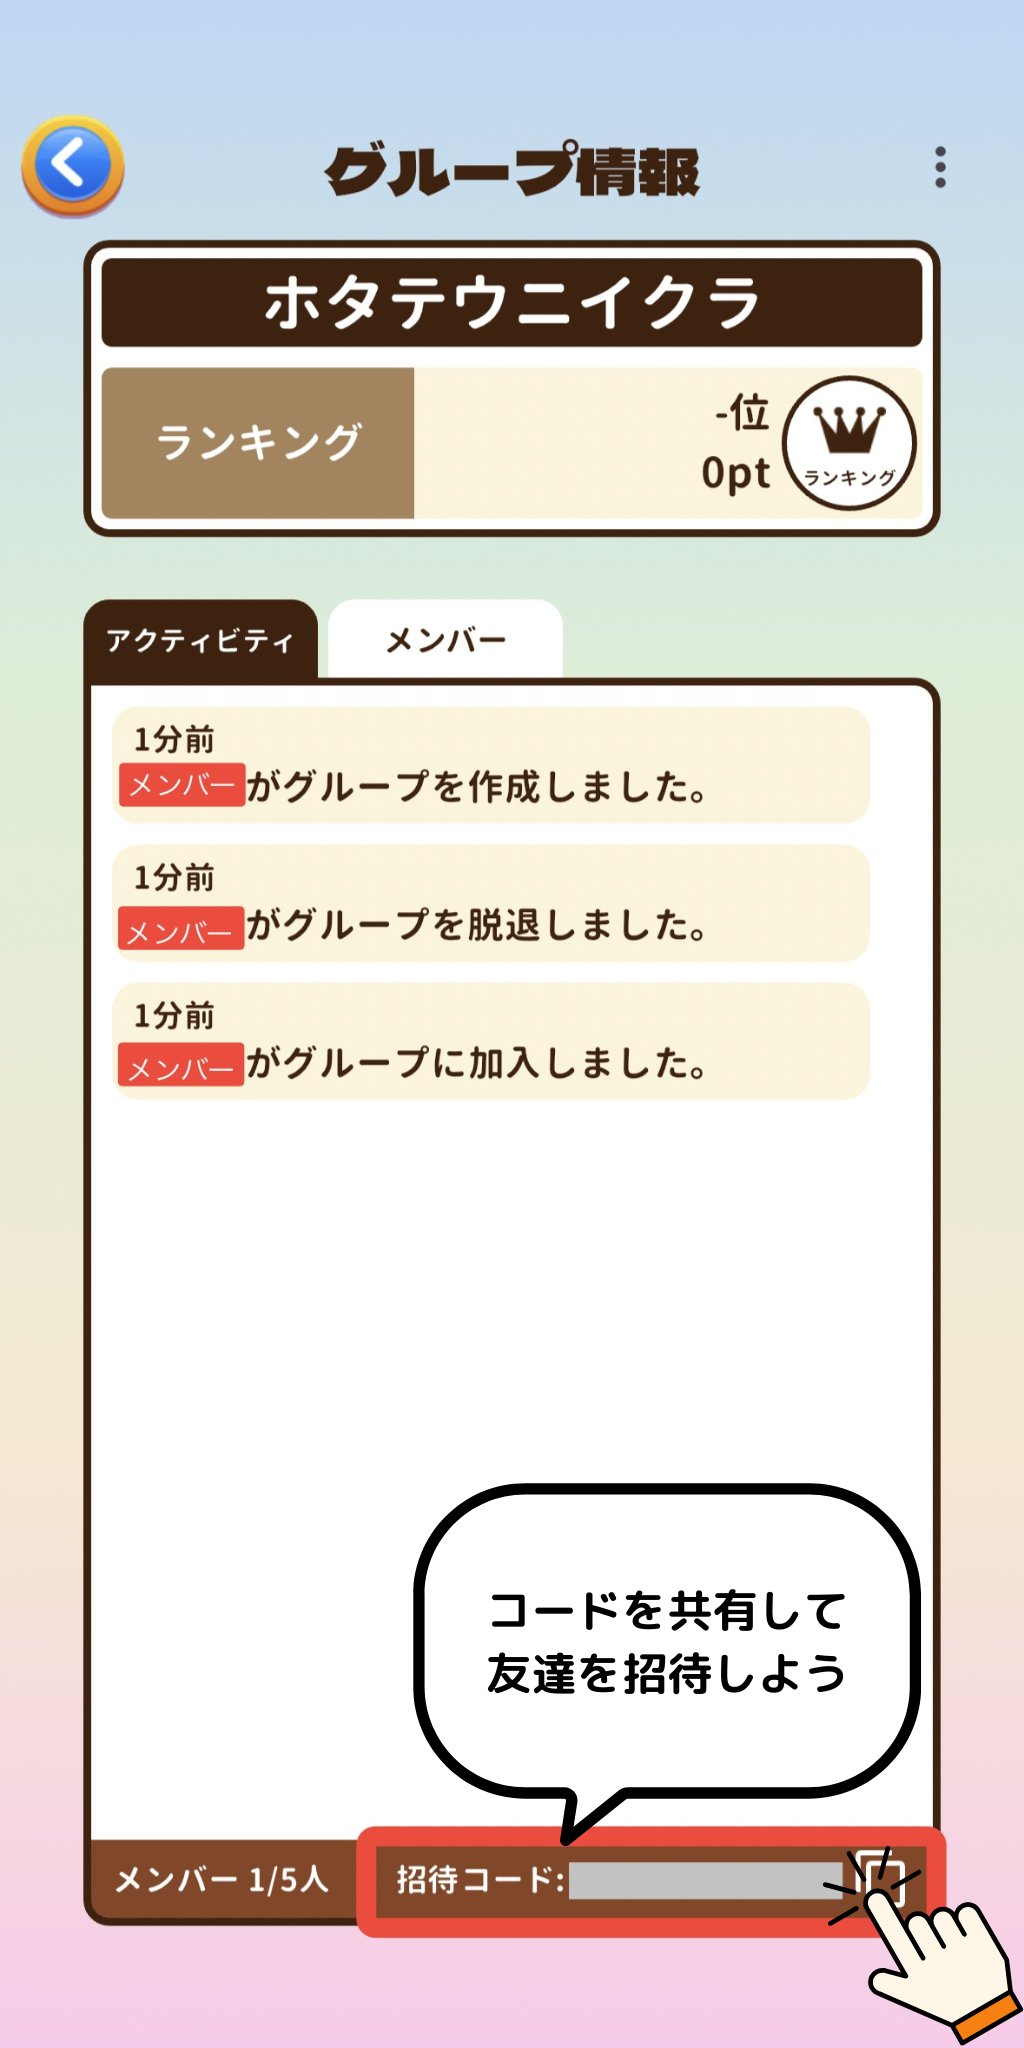 グループ情報
ホタテウニイクラ
ランキング
-位
0pt
ランキング
アクティビティ
メンバー
1分前
メンバーがグループを作成しました。
1分前
メンバーがグループを脱退しました。
1分前
メンバーがグループに加入しました。
コードを共有して
友達を招待しよう
メンバー 1/5人
招待コード: